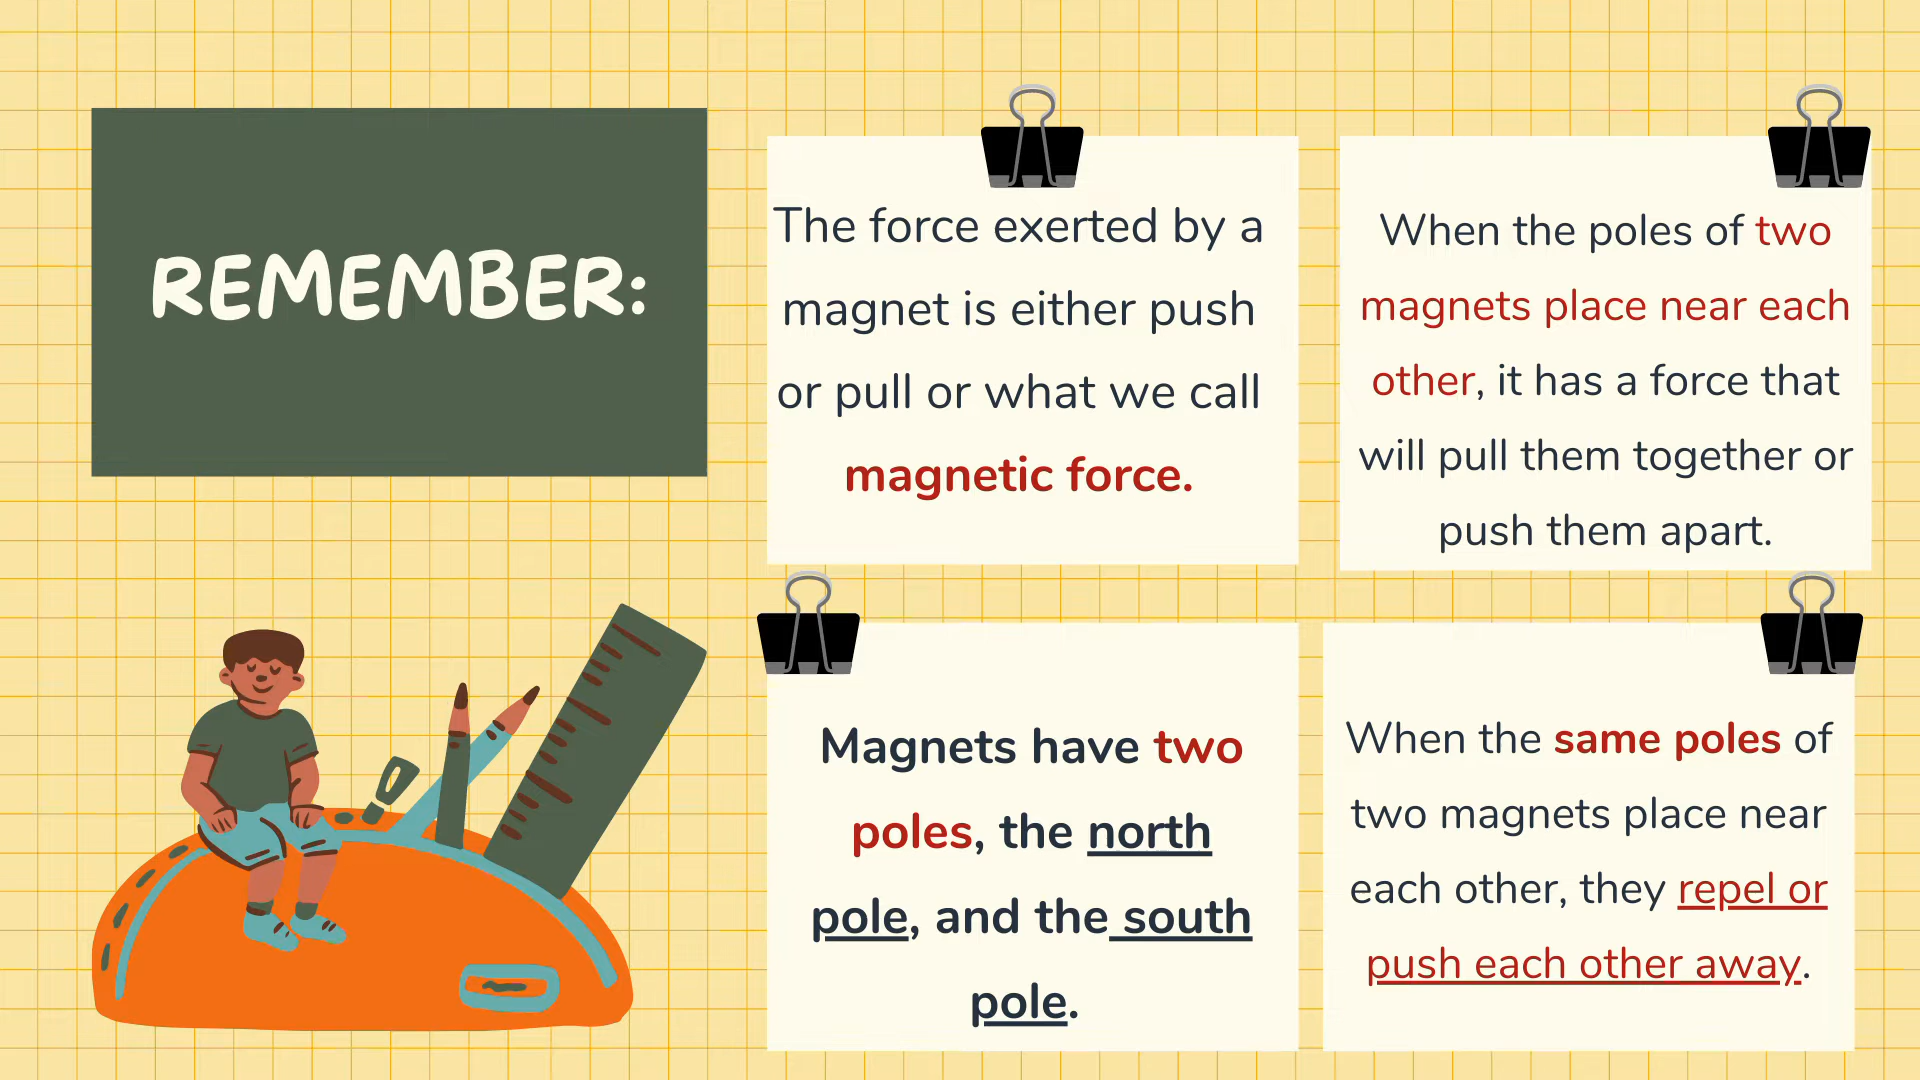 REMEMBER:
The force exerted by a
magnet is either push
or pull or what we call
magnetic force.
When the poles of two
magnets place near each
other, it has a force that
will pull them together or
push them apart.
Magnets have two
poles, the north
pole, and the south
pole.
When the same poles of
two magnets place near
each other, they repel or
push each other away.